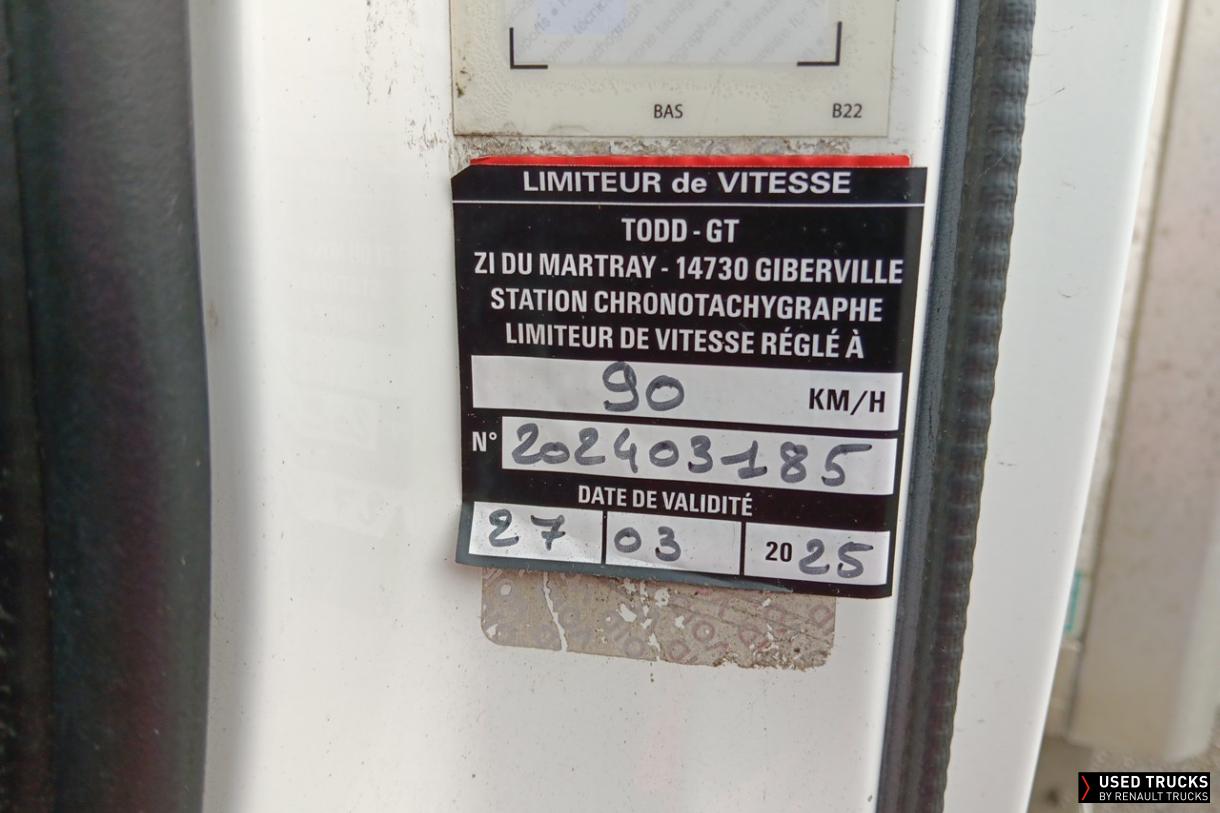 BAS B22
LIMITEUR de VITESSE
TODD - GT
ZI DU MARTRAY - 14730 GIBERVILLE
STATION CHRONOTACHYGRAPHE
LIMITEUR DE VITESSE RÉGLÉ À
90 KM/H
N° 202403185
DATE DE VALIDITÉ
27 03 2025
USED TRUCKS
BY RENAULT TRUCKS